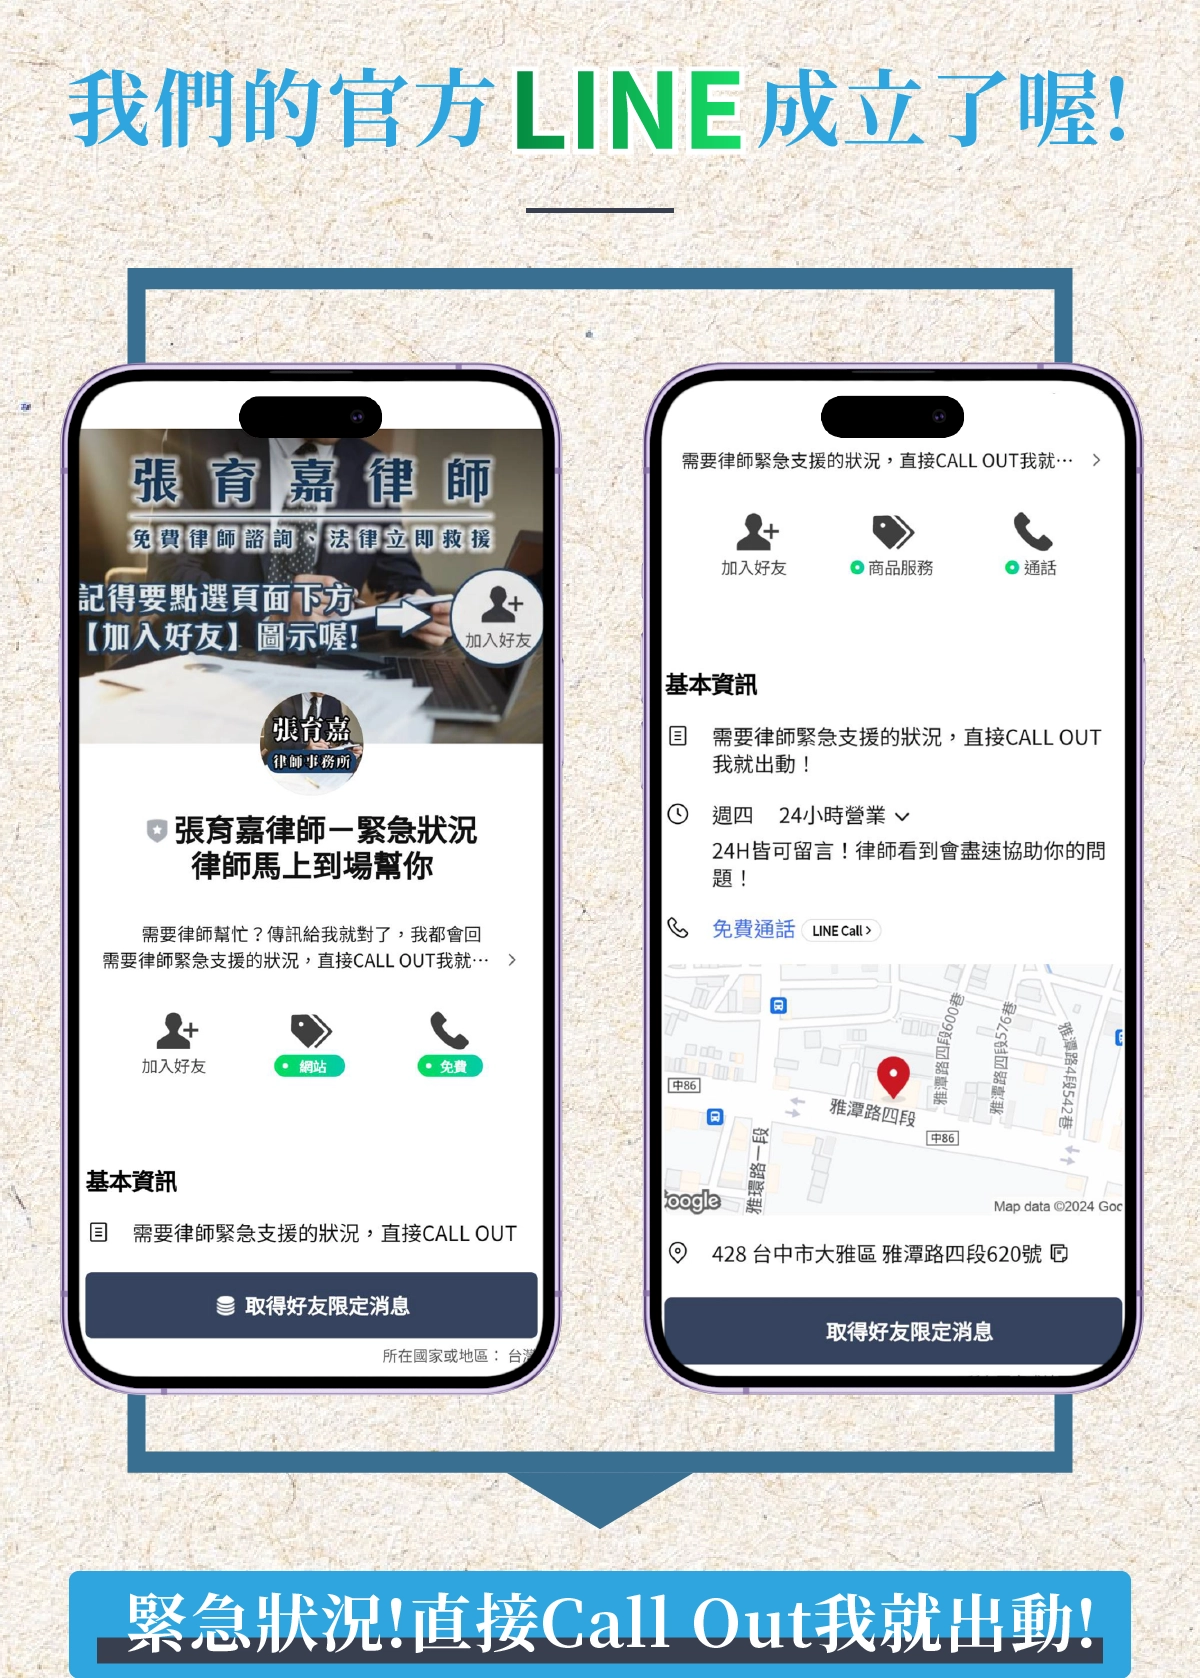 我們的官方LINE成立了喔!
張育嘉律師
免費律師諮詢、法律立即救援
記得要點選頁面下方
【加入好友】圖示喔!
加入好友
張育嘉
律師事務所
張育嘉律師－緊急狀況
律師馬上到場幫你
需要律師幫忙？傳訊給我就對了，我都會回
需要律師緊急支援的狀況，直接CALL OUT我就…
加入好友
網站
免費
基本資訊
需要律師緊急支援的狀況，直接CALL OUT
取得好友限定消息
所在國家或地區： 台灣
需要律師緊急支援的狀況，直接CALL OUT我就…
加入好友
商品服務
通話
基本資訊
需要律師緊急支援的狀況，直接CALL OUT
我就出動！
週四 24小時營業
24H皆可留言！律師看到會盡速協助你的問
題！
免費通話 LINE Call
雅潭路四段600巷
雅潭路四段576巷
雅潭路4段542巷
中86
雅潭路四段
中86
雅環路一段
Google
Map data ©2024 Goo
428 台中市大雅區 雅潭路四段620號
取得好友限定消息
緊急狀況!直接Call Out我就出動!